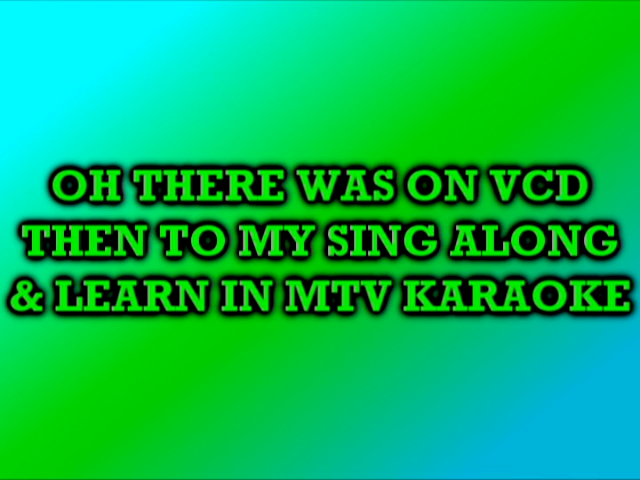 OH THERE WAS ON VCD
THEN TO MY SING ALONG
& LEARN IN MTV KARAOKE